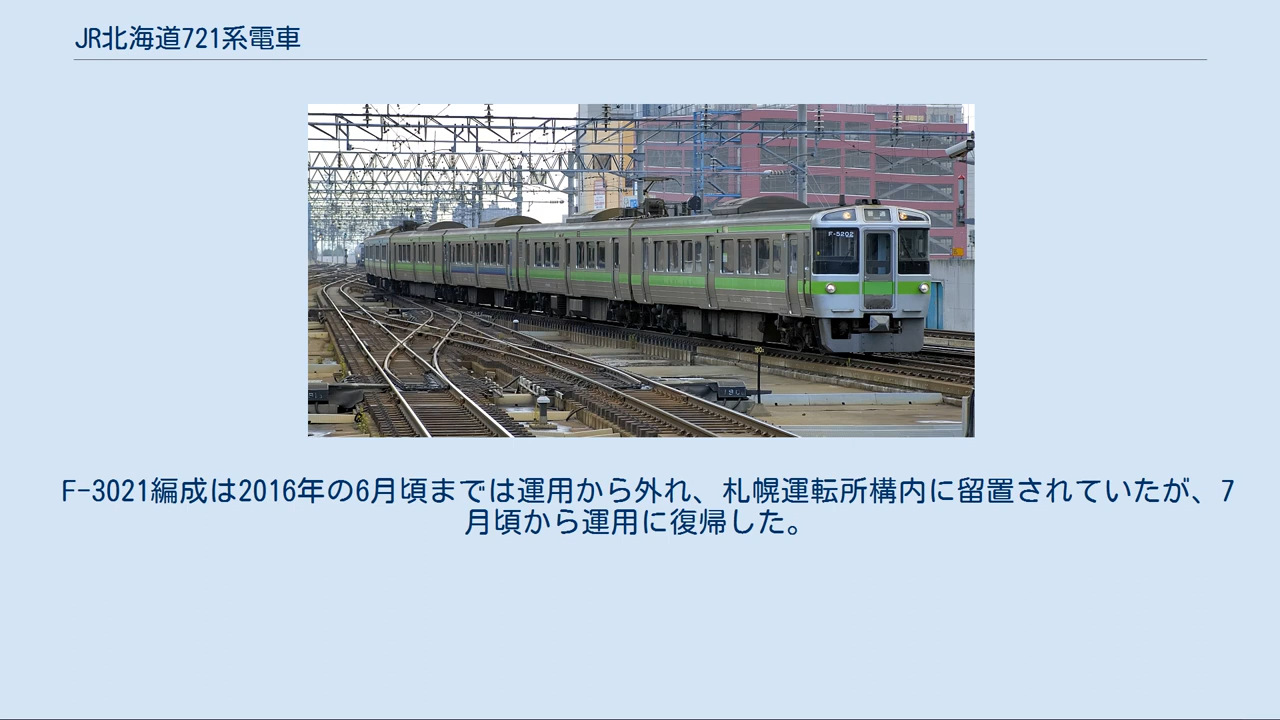 JR北海道721系電車
F-5202
F-3021編成は2016年の6月頃までは運用から外れ、札幌運転所構内に留置されていたが、7
月頃から運用に復帰した。